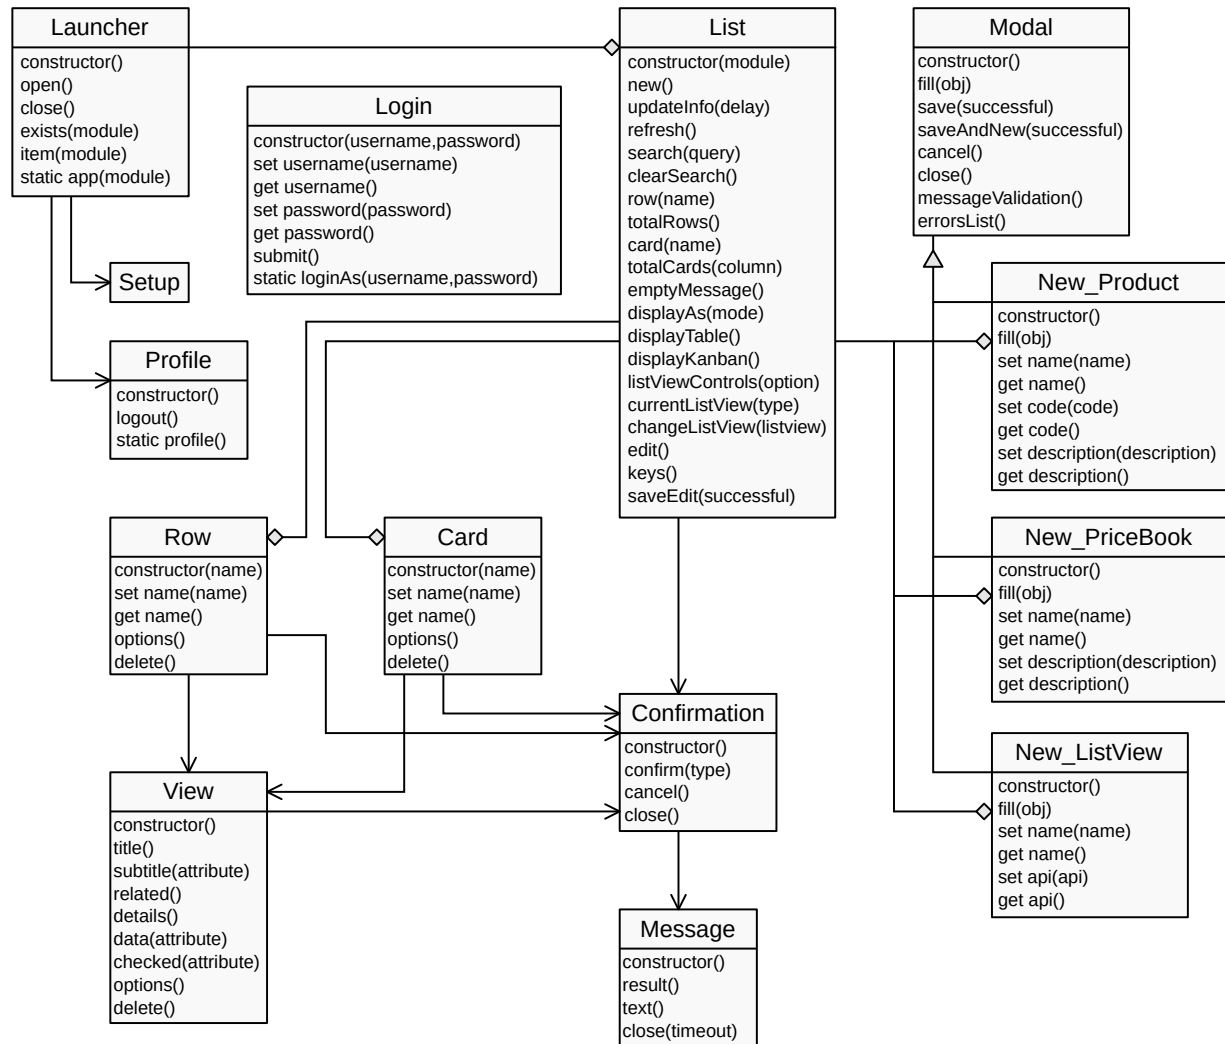 Launcher
constructor()
open()
close()
exists(module)
item(module)
static app(module)
List
constructor(module)
new()
updateInfo(delay)
refresh()
search(query)
clearSearch()
row(name)
totalRows()
card(name)
totalCards(column)
emptyMessage()
displayAs(mode)
displayTable()
displayKanban()
listViewControls(option)
currentListView(type)
changeListView(listview)
edit()
keys()
saveEdit(successful)
Modal
constructor()
fill(obj)
save(successful)
saveAndNew(successful)
cancel()
close()
messageValidation()
errorsList()
Login
constructor(username,password)
set username(username)
get username()
set password(password)
get password()
submit()
static loginAs(username,password)
Setup
Profile
constructor()
logout()
static profile()
New_Product
constructor()
fill(obj)
set name(name)
get name()
set code(code)
get code()
set description(description)
get description()
Row
constructor(name)
set name(name)
get name()
options()
delete()
Card
constructor(name)
set name(name)
get name()
options()
delete()
New_PriceBook
constructor()
fill(obj)
set name(name)
get name()
set description(description)
get description()
Confirmation
constructor()
confirm(type)
cancel()
close()
New_ListView
constructor()
fill(obj)
set name(name)
get name()
set api(api)
get api()
View
constructor()
title()
subtitle(attribute)
related()
details()
data(attribute)
checked(attribute)
options()
delete()
Message
constructor()
result()
text()
close(timeout)